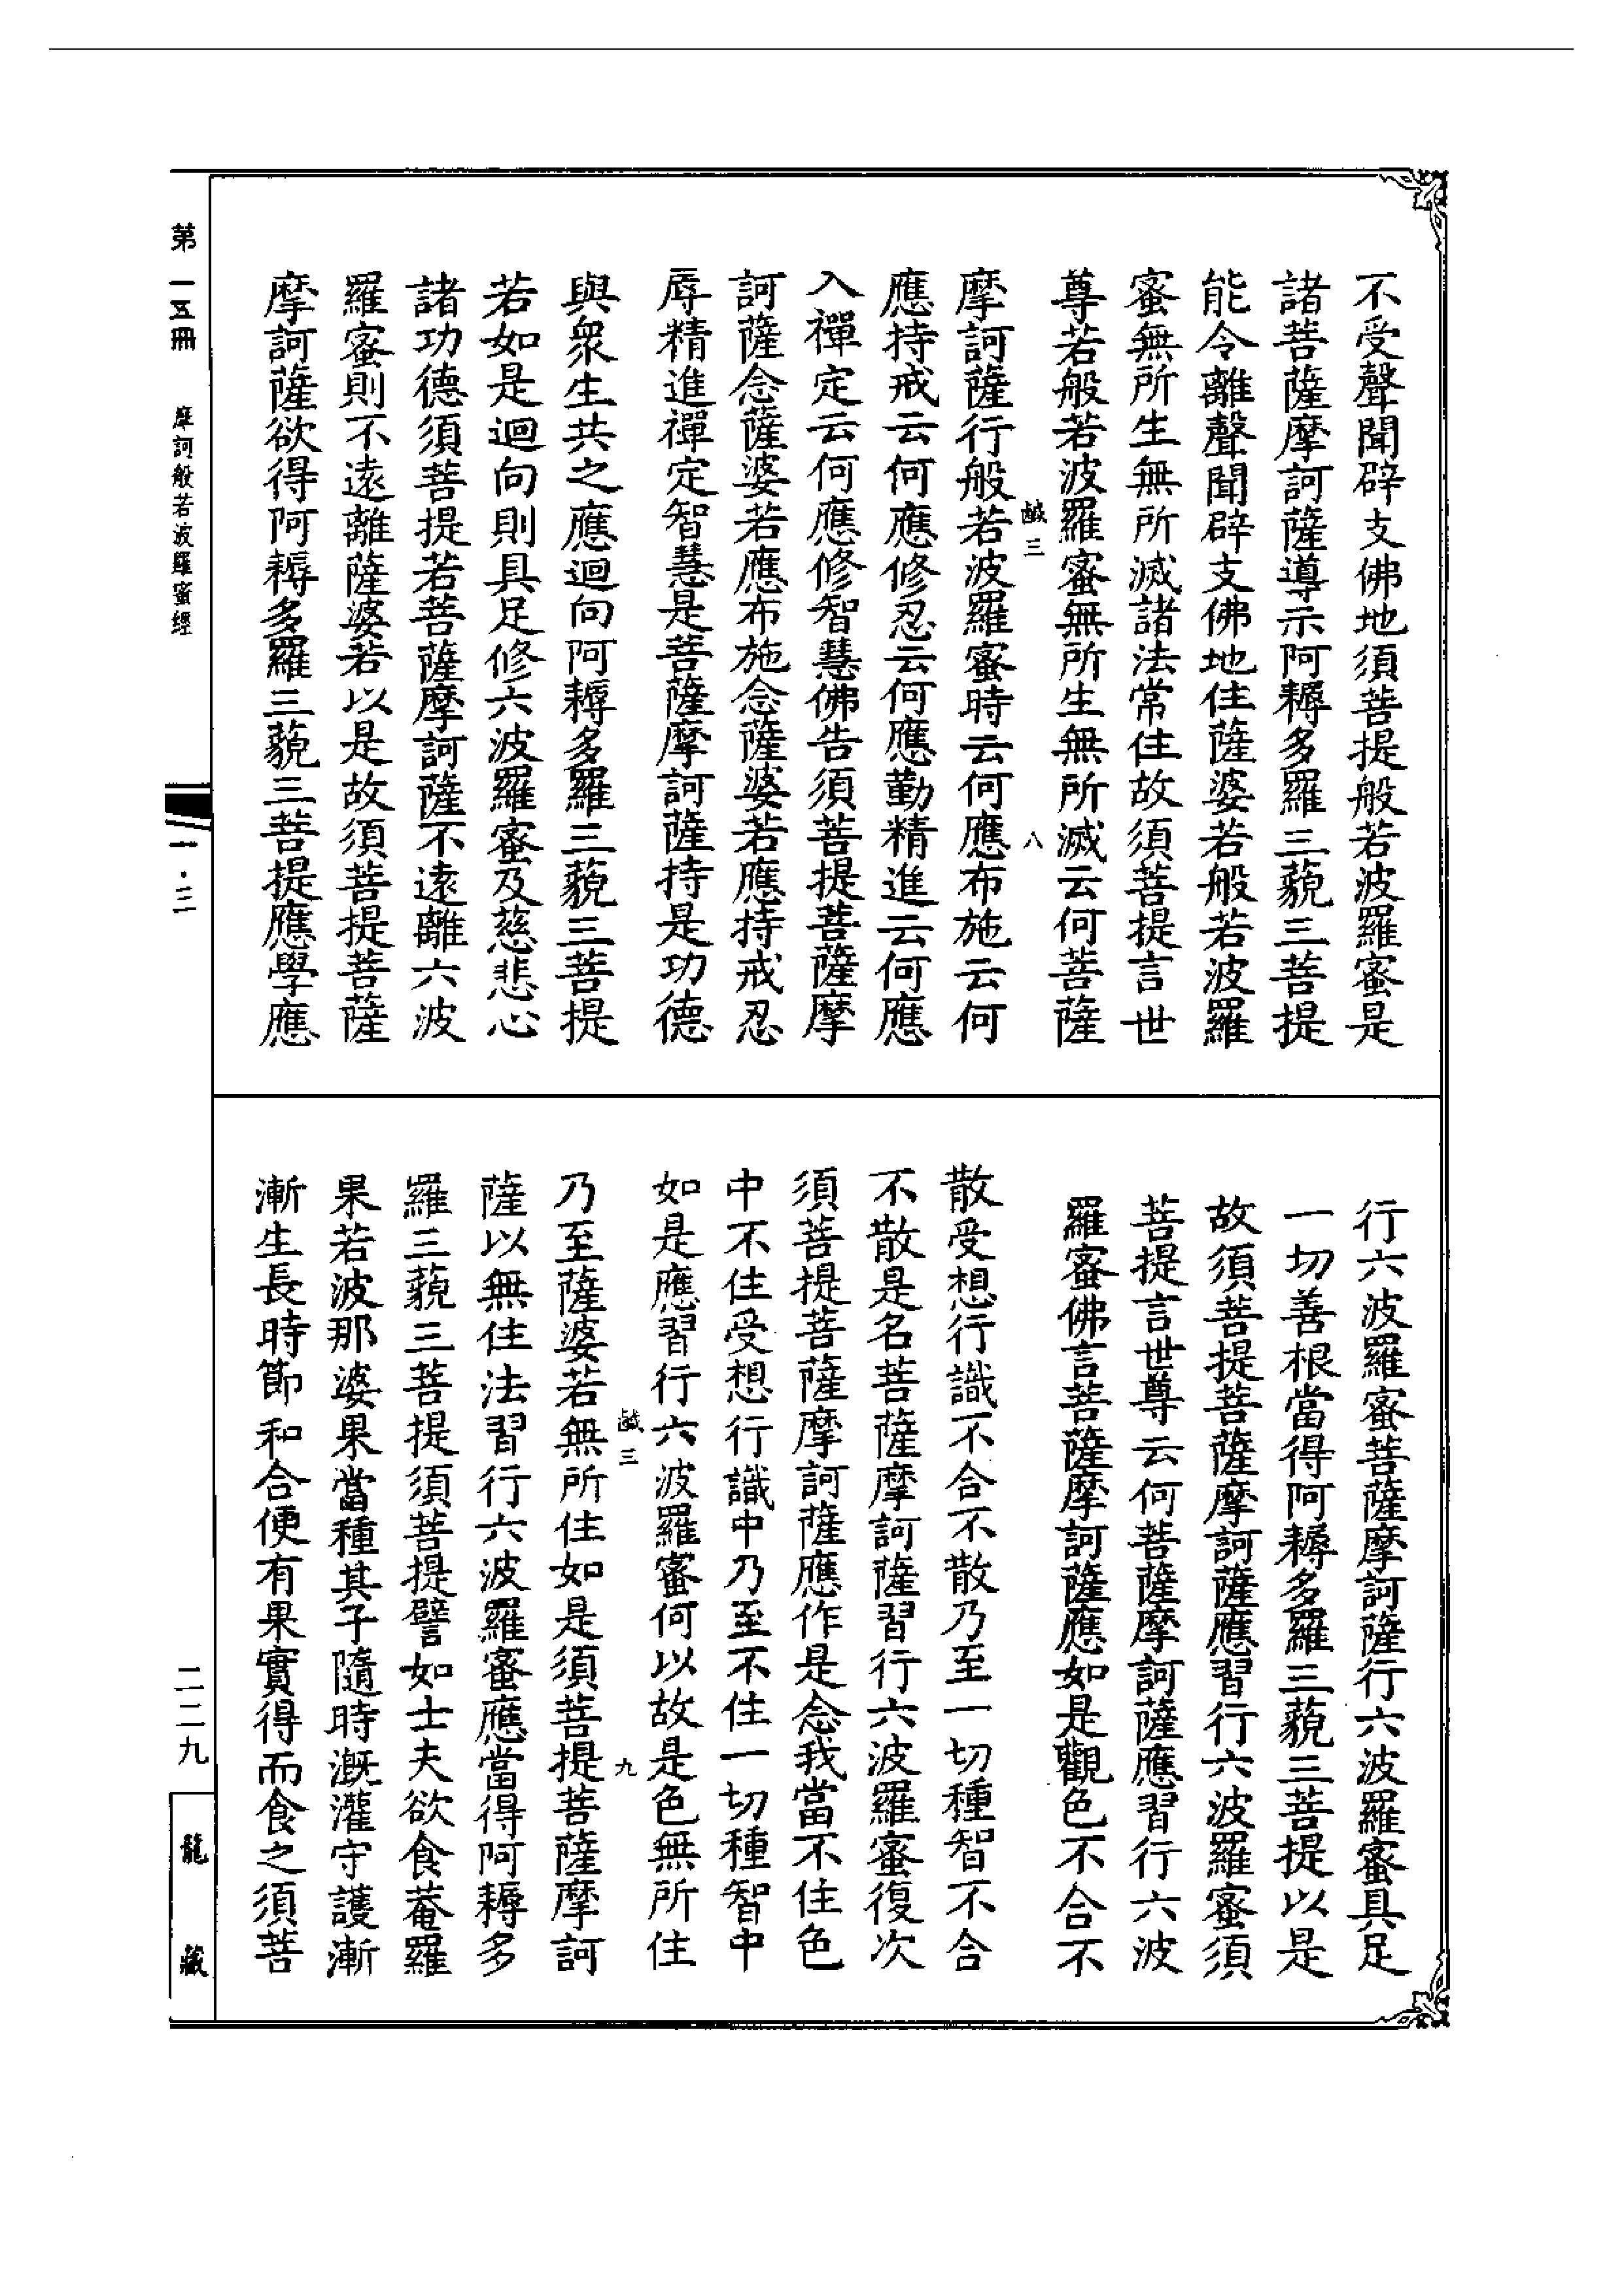 不受聲聞辟支佛地須菩提般若波羅蜜是
諸菩薩摩訶薩導示阿耨多羅三藐三菩提
能令離聲聞辟支佛地住薩婆若般若波羅
蜜無所生無所滅諸法常住故須菩提言世
尊若般若波羅蜜無所生無所滅云何菩薩
鹹三 八
摩訶薩行般若波羅蜜時云何應布施云何
應持戒云何應修忍云何應勤精進云何應
入禪定云何應修智慧佛告須菩提菩薩摩
訶薩念薩婆若應布施念薩婆若應持戒忍
辱精進禪定智慧是菩薩摩訶薩持是功德
與眾生共之應迴向阿耨多羅三藐三菩提
若如是迴向則具足修六波羅蜜及慈悲心
諸功德須菩提若菩薩摩訶薩不遠離六波
羅蜜則不遠離薩婆若以是故須菩提菩薩
摩訶薩欲得阿耨多羅三藐三菩提應學應
行六波羅蜜菩薩摩訶薩行六波羅蜜具足
一切善根當得阿耨多羅三藐三菩提以是
故須菩提菩薩摩訶薩應習行六波羅蜜須
菩提言世尊云何菩薩摩訶薩應習行六波
羅蜜佛言菩薩摩訶薩應如是觀色不合不
散受想行識不合不散乃至一切種智不合
不散是名菩薩摩訶薩習行六波羅蜜復次
須菩提菩薩摩訶薩應作是念我當不住色
中不住受想行識中乃至不住一切種智中
如是應習行六波羅蜜何以故是色無所住
鹹三 九
乃至薩婆若無所住如是須菩提菩薩摩訶
薩以無住法習行六波羅蜜應當得阿耨多
羅三藐三菩提須菩提譬如士夫欲食菴羅
果若波那婆果當種其子隨時溉灌守護漸
漸生長時節和合便有果實得而食之須菩
第一五冊 摩訶般若波羅蜜經 一·三
二二九
龍藏